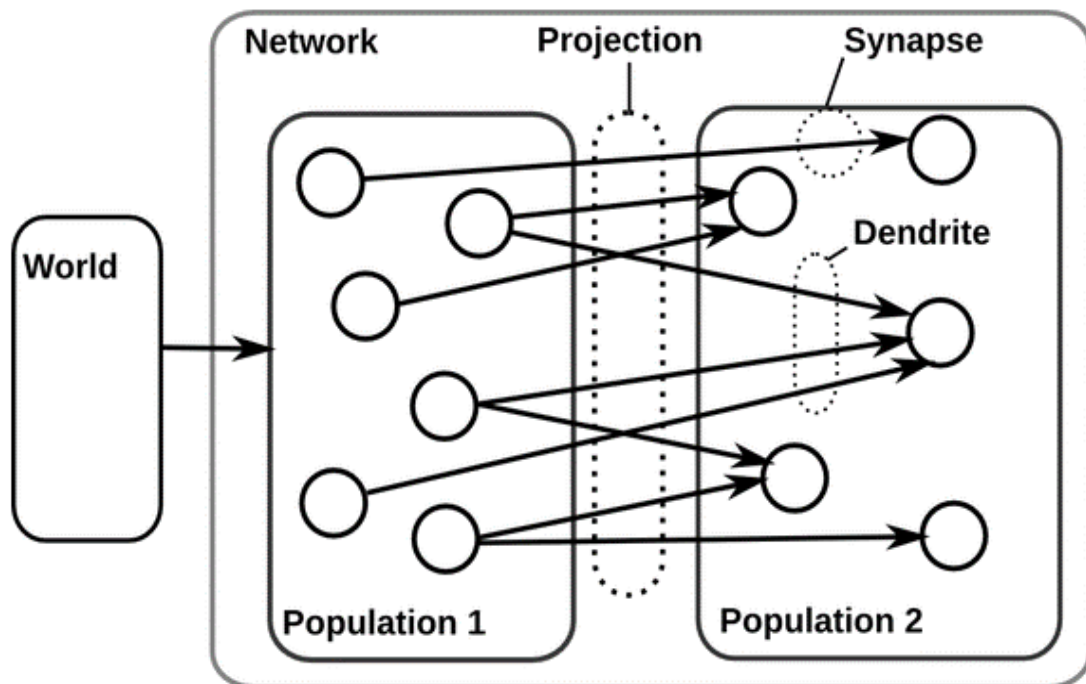 Network
Projection
Synapse
World
Dendrite
Population 1
Population 2